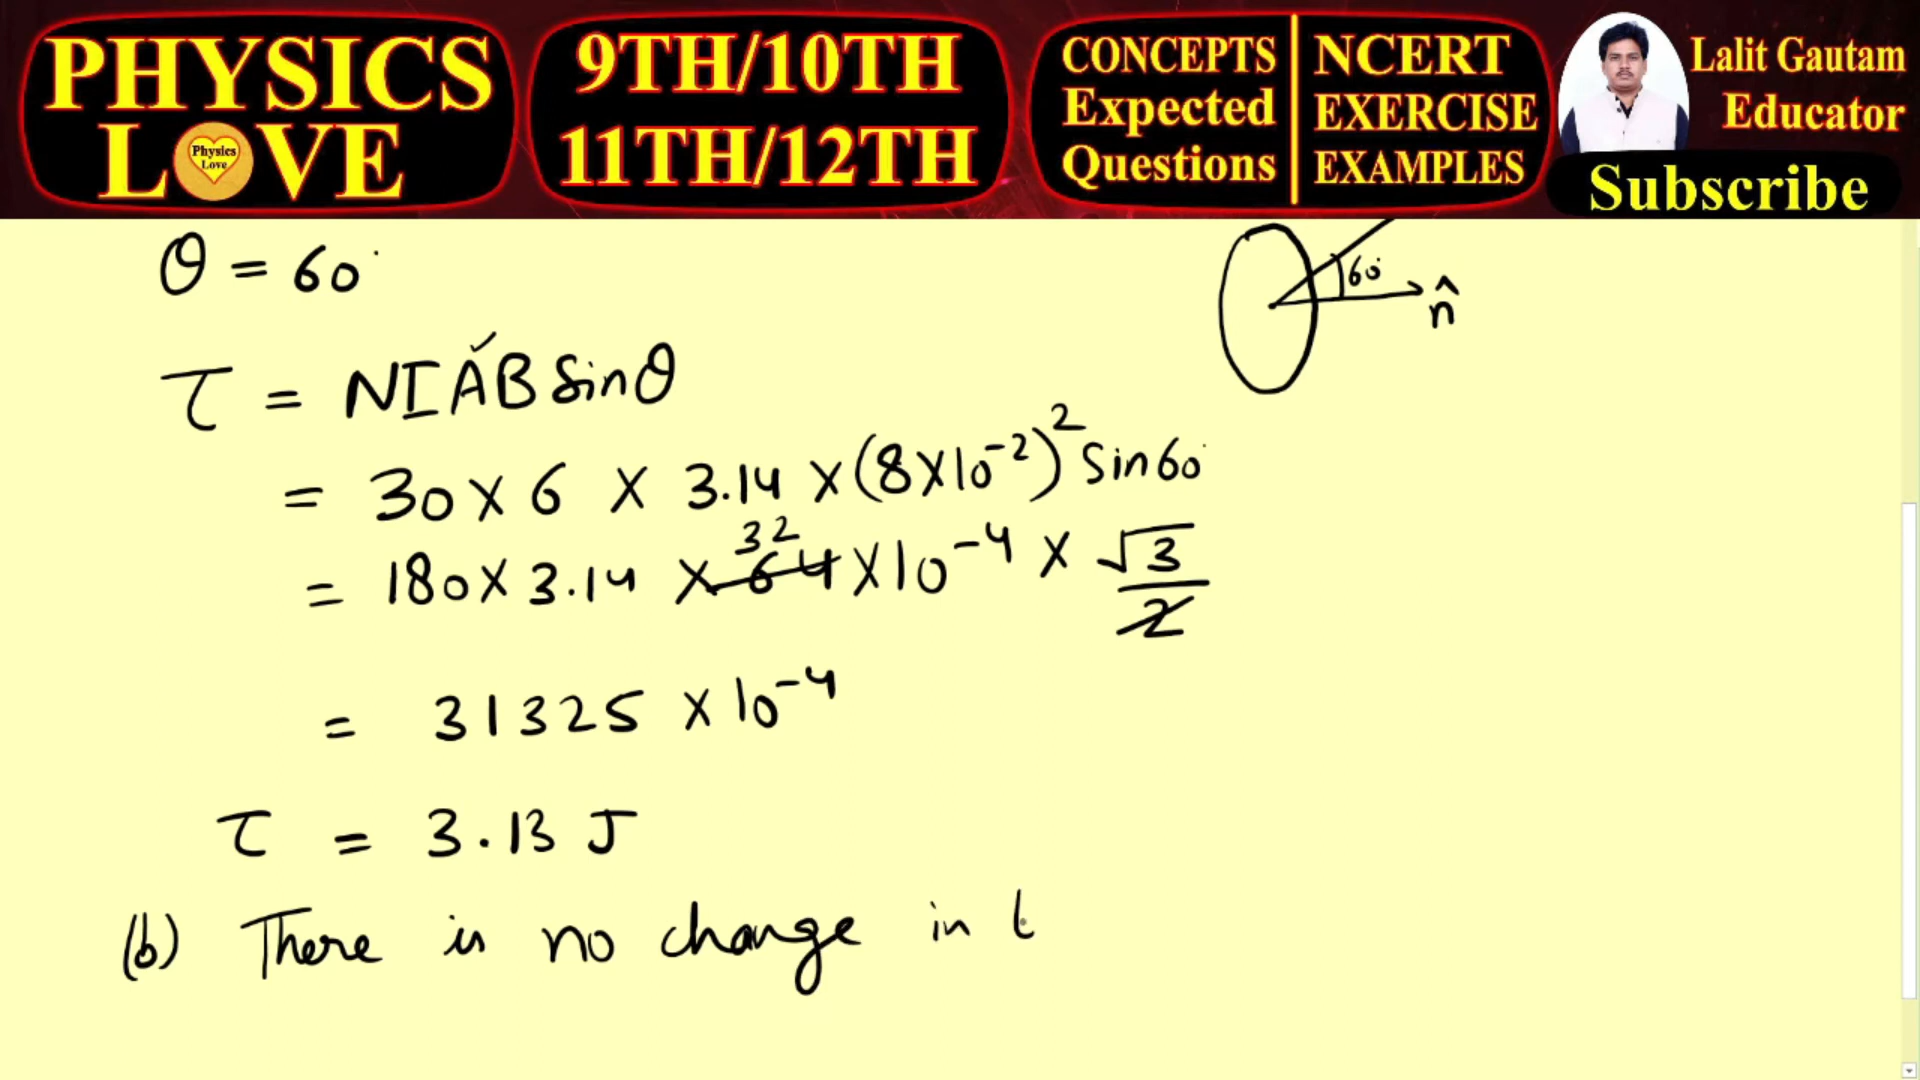 PHYSICS
LOVE
Physics
Love
9TH/10TH
11TH/12TH
CONCEPTS
Expected
Questions
NCERT
EXERCISE
EXAMPLES
Lalit Gautam
Educator
Subscribe
θ = 60°
60°
n̂
τ = NIAB sinθ
= 30 × 6 × 3.14 × (8×10⁻²)² Sin60°
32
= 180 × 3.14 × 64 × 10⁻⁴ × √3/2
= 31325 × 10⁻⁴
τ = 3.13 J
(b) There is no change in t